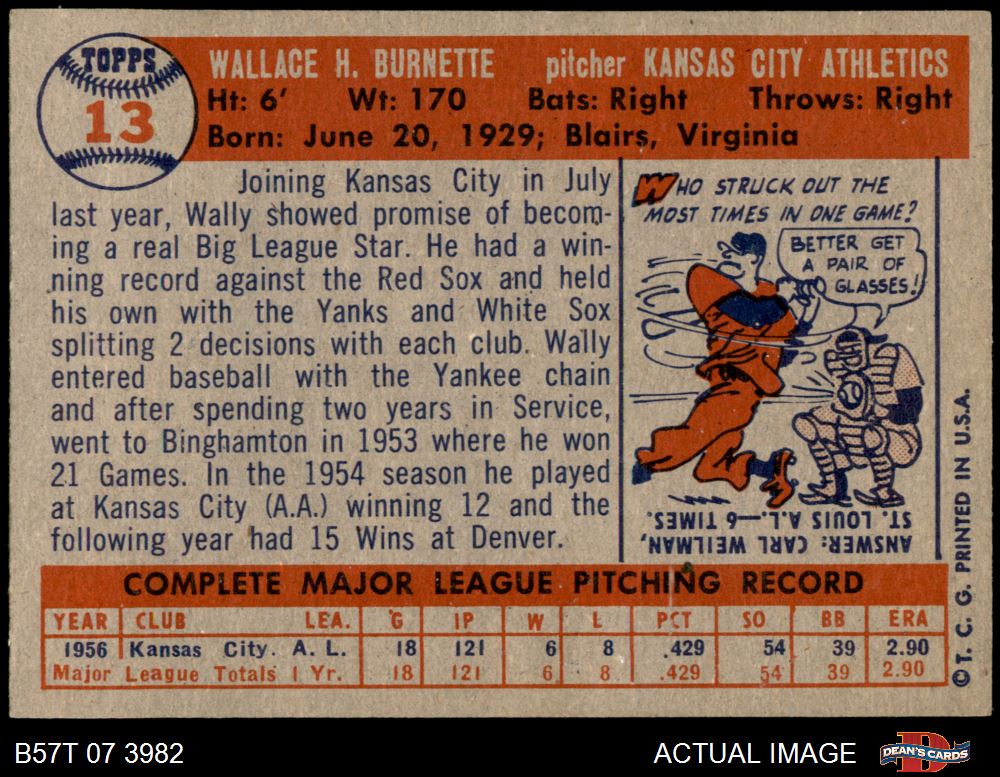 TOPPS
13
WALLACE H. BURNETTE pitcher KANSAS CITY ATHLETICS
Ht: 6' Wt: 170 Bats: Right Throws: Right
Born: June 20, 1929; Blairs, Virginia
Joining Kansas City in July
last year, Wally showed promise of becom-
ing a real Big League Star. He had a win-
ning record against the Red Sox and held
his own with the Yanks and White Sox
splitting 2 decisions with each club. Wally
entered baseball with the Yankee chain
and after spending two years in Service,
went to Binghamton in 1953 where he won
21 Games. In the 1954 season he played
at Kansas City (A.A.) winning 12 and the
following year had 15 Wins at Denver.
WHO STRUCK OUT THE
MOST TIMES IN ONE GAME?
BETTER GET
A PAIR OF
GLASSES!
ANSWER: CARL WEILMAN,
ST. LOUIS A.L.—6 TIMES.
COMPLETE MAJOR LEAGUE PITCHING RECORD
YEAR CLUB LEA. G IP W L PCT SO BB ERA
1956 Kansas City. A. L. 18 121 6 8 .429 54 39 2.90
Major League Totals 1 Yr. 18 121 6 8 .429 54 39 2.90
©T. C. G. PRINTED IN U.S.A.
B57T 07 3982 ACTUAL IMAGE
D
DEAN'S CARDS